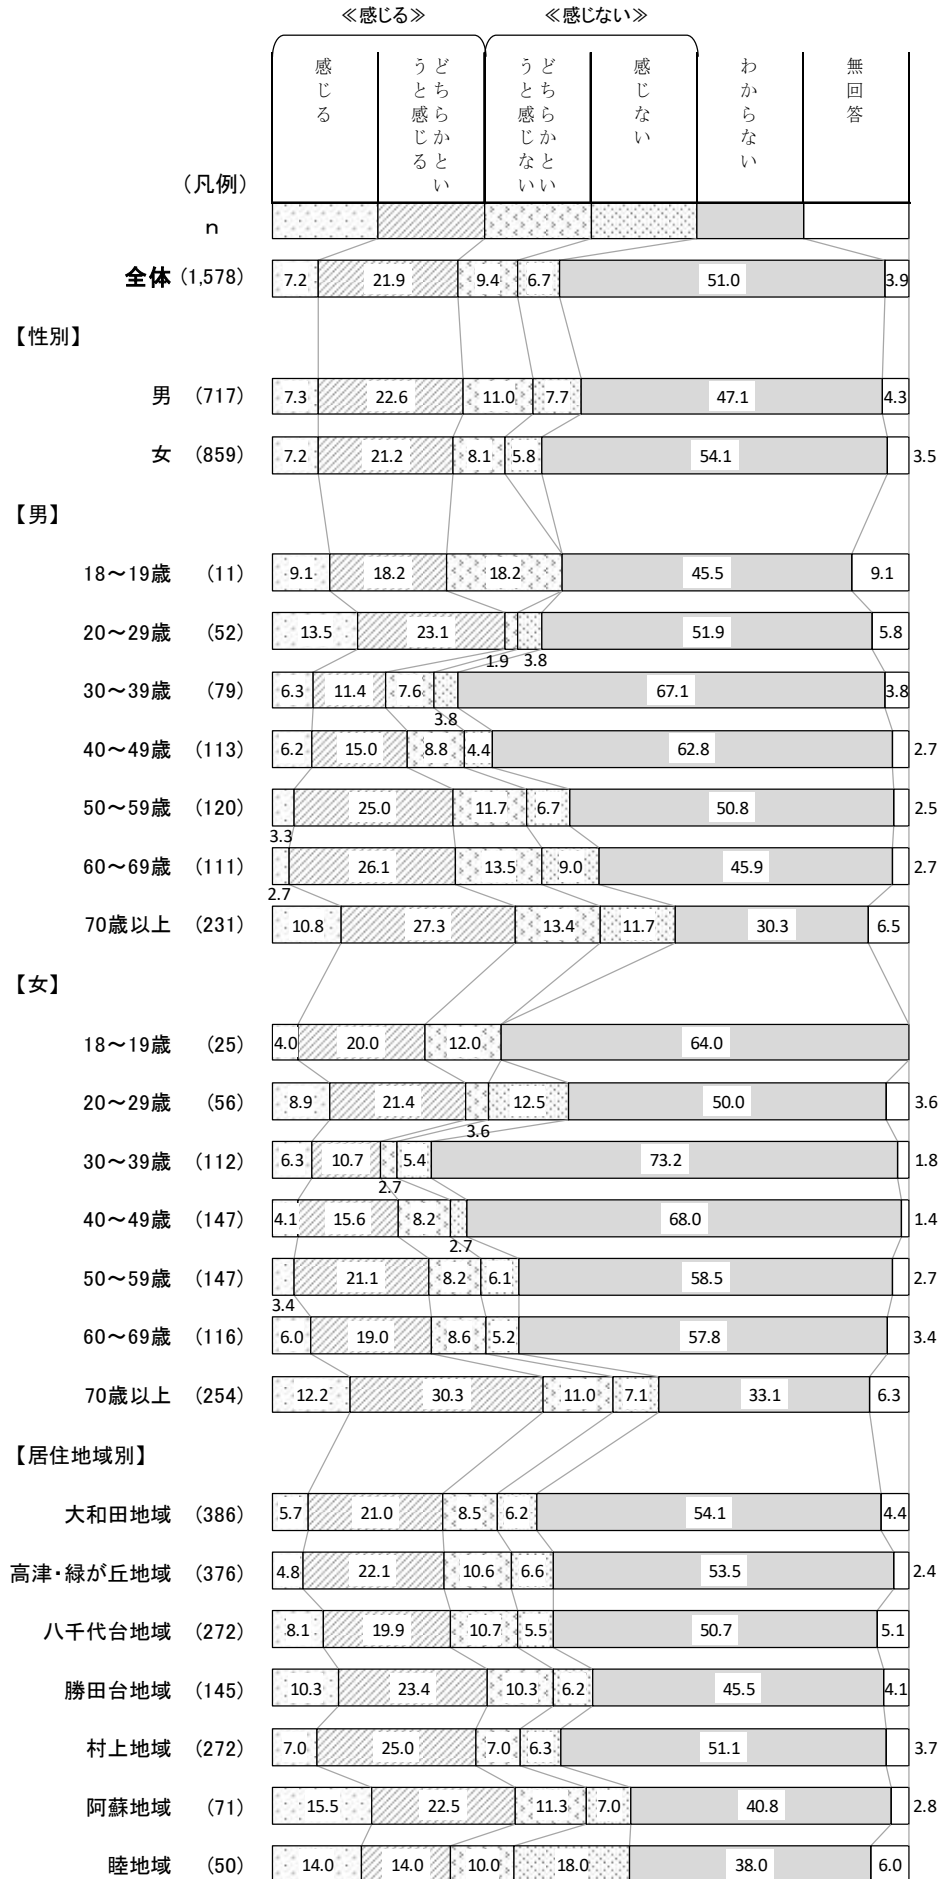 ≪感じる≫ ≪感じない≫
感じる
どちらかというと感じる
どちらかというと感じない
感じない
わからない
無回答
(凡例)
n
全体 (1,578) 7.2 21.9 9.4 6.7 51.0 3.9
【性別】
男 (717) 7.3 22.6 11.0 7.7 47.1 4.3
女 (859) 7.2 21.2 8.1 5.8 54.1 3.5
【男】
18～19歳 (11) 9.1 18.2 18.2 45.5 9.1
20～29歳 (52) 13.5 23.1 51.9 5.8
1.9 3.8
30～39歳 (79) 6.3 11.4 7.6 67.1 3.8
3.8
40～49歳 (113) 6.2 15.0 8.8 4.4 62.8 2.7
50～59歳 (120) 25.0 11.7 6.7 50.8 2.5
3.3
60～69歳 (111) 26.1 13.5 9.0 45.9 2.7
2.7
70歳以上 (231) 10.8 27.3 13.4 11.7 30.3 6.5
【女】
18～19歳 (25) 4.0 20.0 12.0 64.0
20～29歳 (56) 8.9 21.4 12.5 50.0 3.6
3.6
30～39歳 (112) 6.3 10.7 5.4 73.2 1.8
2.7
40～49歳 (147) 4.1 15.6 8.2 68.0 1.4
2.7
50～59歳 (147) 21.1 8.2 6.1 58.5 2.7
3.4
60～69歳 (116) 6.0 19.0 8.6 5.2 57.8 3.4
70歳以上 (254) 12.2 30.3 11.0 7.1 33.1 6.3
【居住地域別】
大和田地域 (386) 5.7 21.0 8.5 6.2 54.1 4.4
高津・緑が丘地域 (376) 4.8 22.1 10.6 6.6 53.5 2.4
八千代台地域 (272) 8.1 19.9 10.7 5.5 50.7 5.1
勝田台地域 (145) 10.3 23.4 10.3 6.2 45.5 4.1
村上地域 (272) 7.0 25.0 7.0 6.3 51.1 3.7
阿蘇地域 (71) 15.5 22.5 11.3 7.0 40.8 2.8
睦地域 (50) 14.0 14.0 10.0 18.0 38.0 6.0